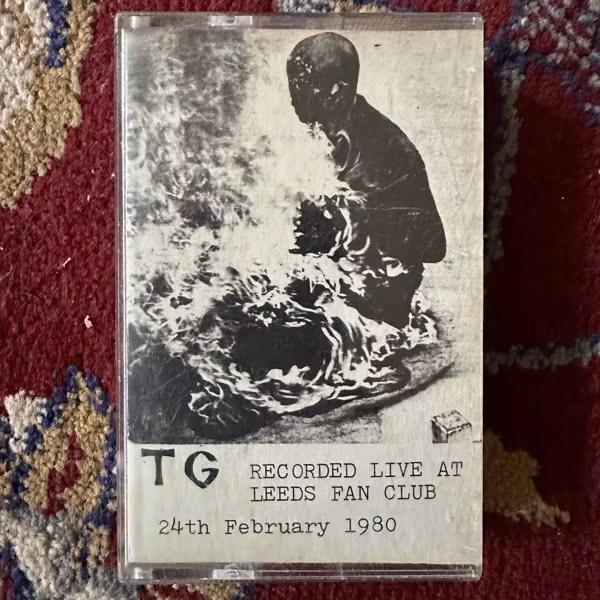 TG RECORDED LIVE AT
LEEDS FAN CLUB
24th February 1980